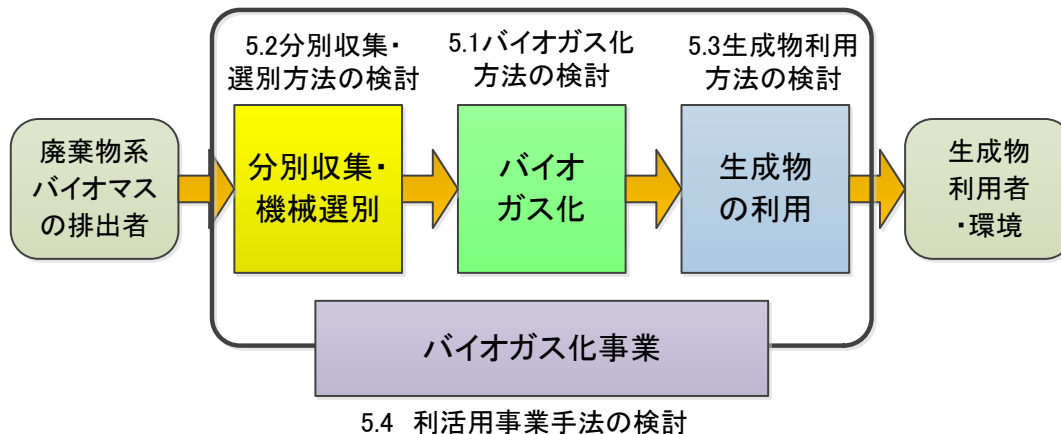 5.2分別収集・
選別方法の検討
5.1バイオガス化
方法の検討
5.3生成物利用
方法の検討
廃棄物系
バイオマス
の排出者
分別収集・
機械選別
バイオ
ガス化
生成物
の利用
生成物
利用者
・環境
バイオガス化事業
5.4 利活用事業手法の検討